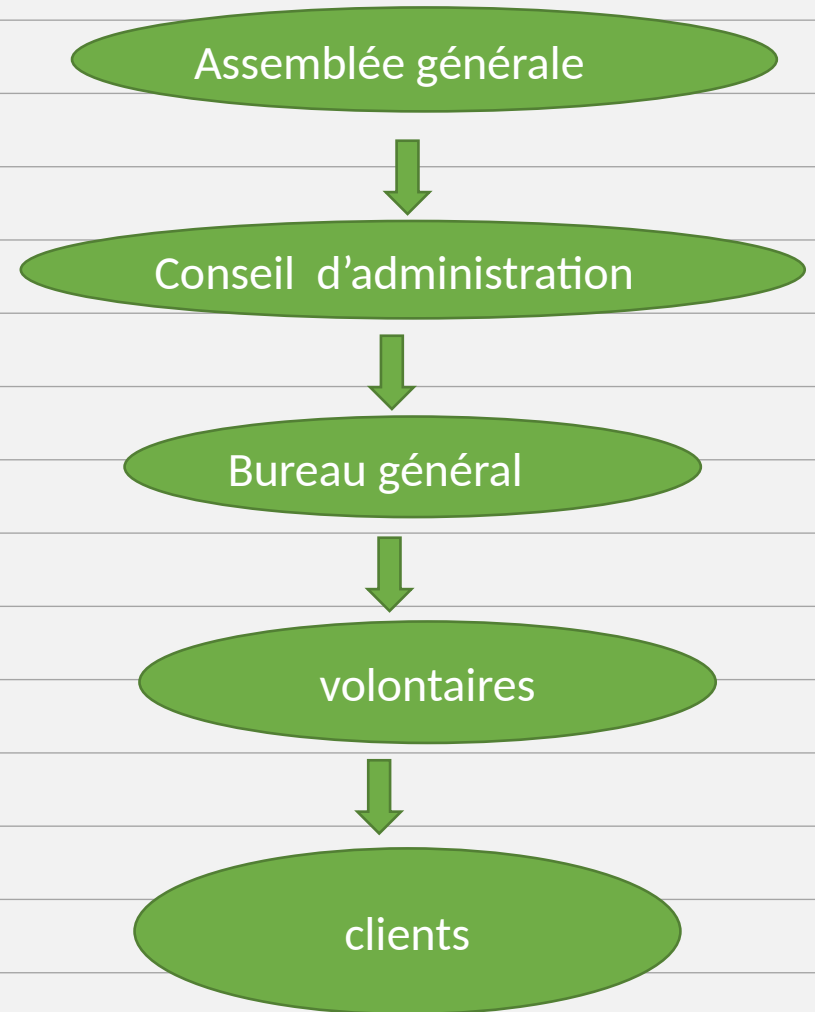 Assemblée générale
Conseil  d’administration
Bureau général
volontaires
clients